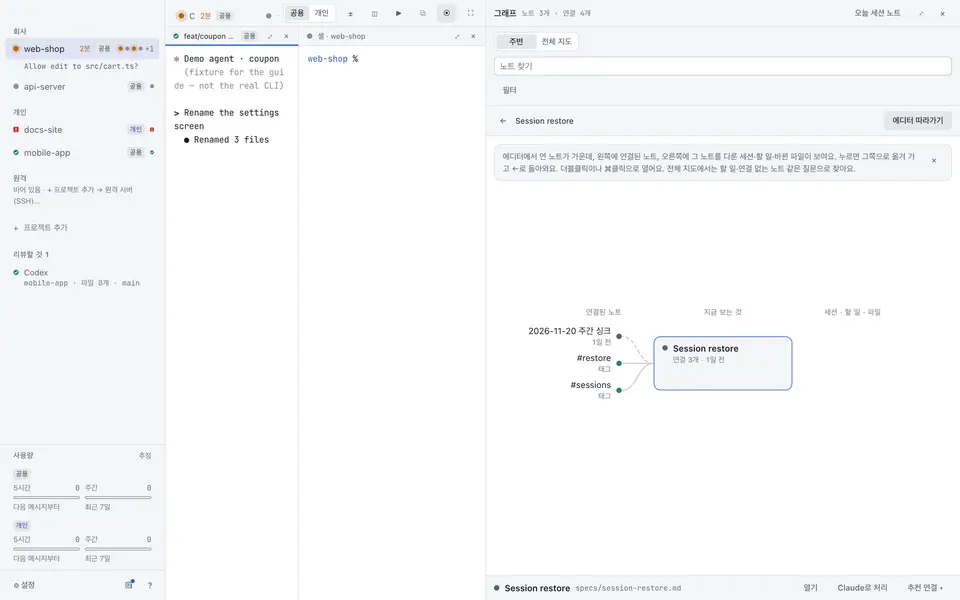 회사
web-shop 2분 공용 +1
Allow edit to src/cart.ts?
api-server 공용
개인
docs-site 개인
mobile-app 공용
원격
비어 있음 · + 프로젝트 추가 → 원격 서버
(SSH)…
+ 프로젝트 추가
리뷰할 것 1
Codex
mobile-app · 파일 0개 · main
사용량 추정
공용
5시간 0 주간 0
다음 메시지부터 최근 7일
개인
5시간 0 주간 0
다음 메시지부터 최근 7일
설정 ?
C 2분 공용 공용 개인
feat/coupon … 공용
Demo agent · coupon
(fixture for the gui
de — not the real CLI)
> Rename the settings
screen
● Renamed 3 files
셸 · web-shop
web-shop %
그래프 노트 3개 · 연결 4개 오늘 세션 노트
주변 전체 지도
노트 찾기
필터
← Session restore 에디터 따라가기
에디터에서 연 노트가 가운데, 왼쪽에 연결된 노트, 오른쪽에 그 노트를 다룬 세션·할 일·바뀐 파일이 보여요. 누르면 그쪽으로 옮겨 가
고 ←로 돌아와요. 더블클릭이나 ⌘클릭으로 열어요. 전체 지도에서는 할 일·연결 없는 노트 같은 질문으로 찾아요.
연결된 노트 지금 보는 것 세션 · 할 일 · 파일
2026-11-20 주간 싱크
1일 전
#restore
태그
#sessions
태그
Session restore
연결 3개 · 1일 전
Session restore specs/session-restore.md 열기 Claude로 처리 추천 연결